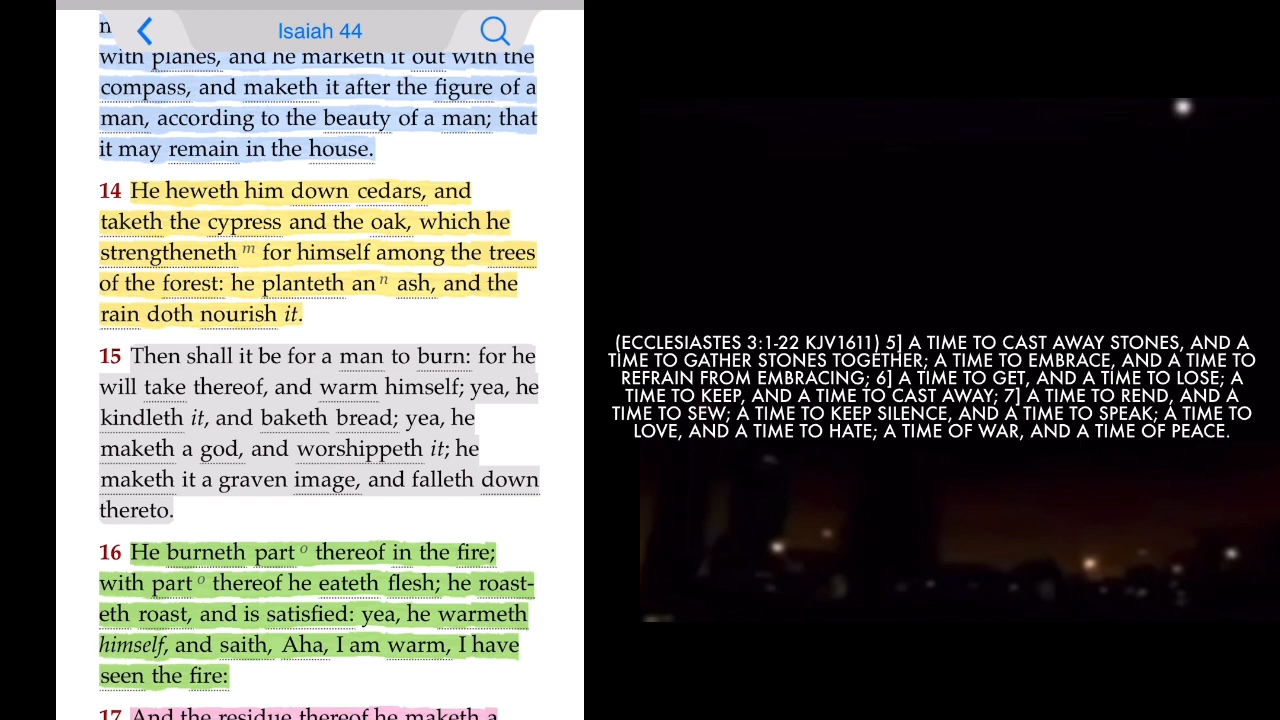 n
Isaiah 44
with planes, and he marketh it out with the
compass, and maketh it after the figure of a
man, according to the beauty of a man; that
it may remain in the house.
14 He heweth him down cedars, and
taketh the cypress and the oak, which he
strengtheneth m for himself among the trees
of the forest: he planteth an n ash, and the
rain doth nourish it.
15 Then shall it be for a man to burn: for he
will take thereof, and warm himself; yea, he
kindleth it, and baketh bread; yea, he
maketh a god, and worshippeth it; he
maketh it a graven image, and falleth down
thereto.
16 He burneth part o thereof in the fire;
with part o thereof he eateth flesh; he roast-
eth roast, and is satisfied: yea, he warmeth
himself, and saith, Aha, I am warm, I have
seen the fire:
17 And the residue thereof he maketh a
(ECCLESIASTES 3:1-22 KJV1611) 5] A TIME TO CAST AWAY STONES, AND A
TIME TO GATHER STONES TOGETHER; A TIME TO EMBRACE, AND A TIME TO
REFRAIN FROM EMBRACING; 6] A TIME TO GET, AND A TIME TO LOSE; A
TIME TO KEEP, AND A TIME TO CAST AWAY; 7] A TIME TO REND, AND A
TIME TO SEW; A TIME TO KEEP SILENCE, AND A TIME TO SPEAK; A TIME TO
LOVE, AND A TIME TO HATE; A TIME OF WAR, AND A TIME OF PEACE.